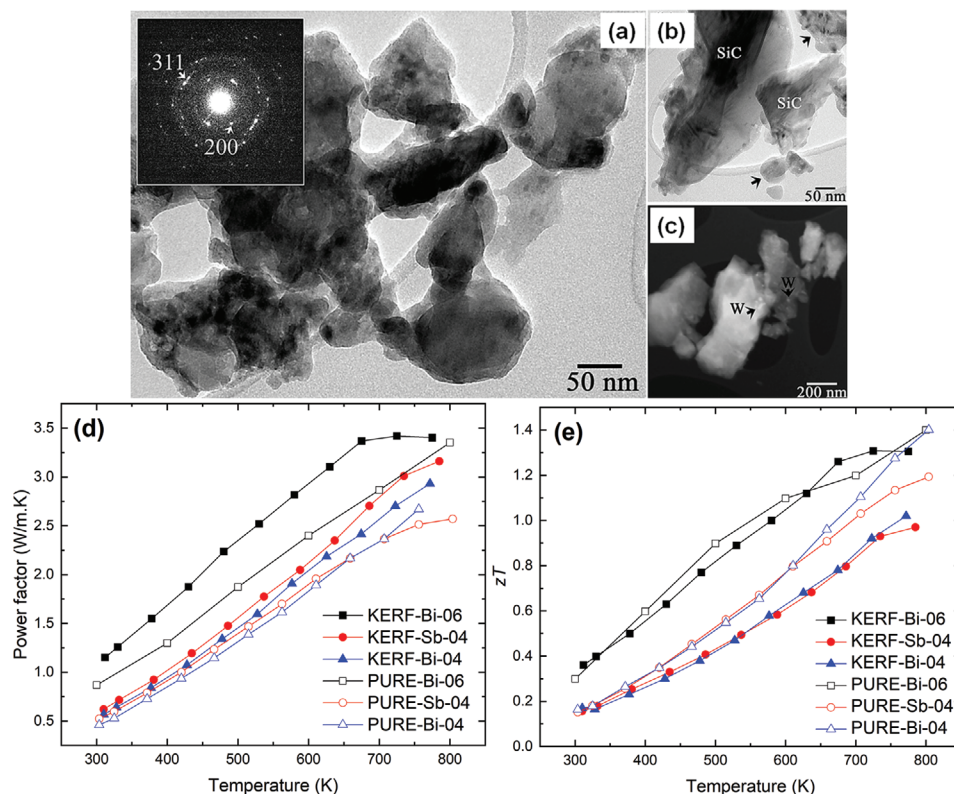 (a)
311
200
50 nm
(b)
SiC
SiC
50 nm
(c)
W
W
200 nm
(d)
Power factor (W/m.K)
3.5
3.0
2.5
2.0
1.5
1.0
0.5
300 400 500 600 700 800
Temperature (K)
KERF-Bi-06
KERF-Sb-04
KERF-Bi-04
PURE-Bi-06
PURE-Sb-04
PURE-Bi-04
(e)
zT
1.4
1.2
1.0
0.8
0.6
0.4
0.2
0.0
300 400 500 600 700 800
Temperature (K)
KERF-Bi-06
KERF-Sb-04
KERF-Bi-04
PURE-Bi-06
PURE-Sb-04
PURE-Bi-04